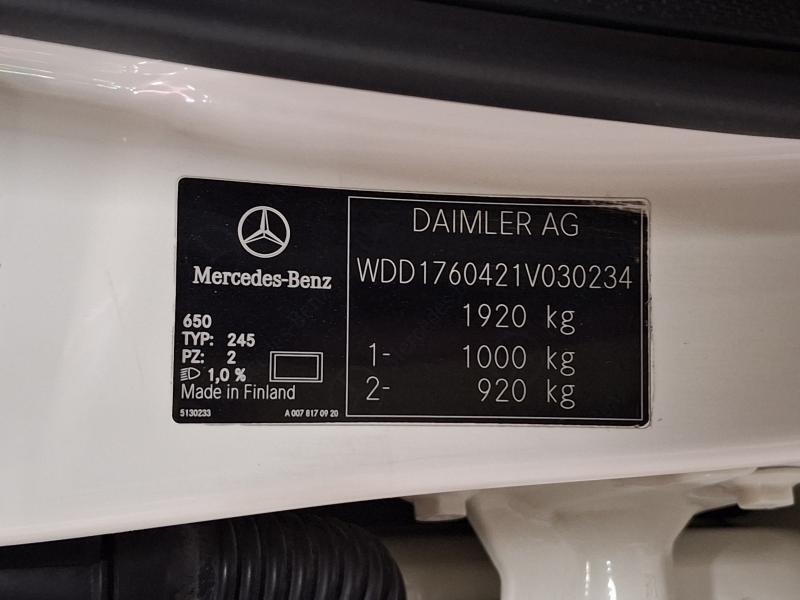 Mercedes-Benz
650
TYP: 245
PZ: 2
1,0 %
Made in Finland
5130233
A 007 817 09 20
DAIMLER AG
WDD1760421V030234
1920 kg
1- 1000 kg
2- 920 kg